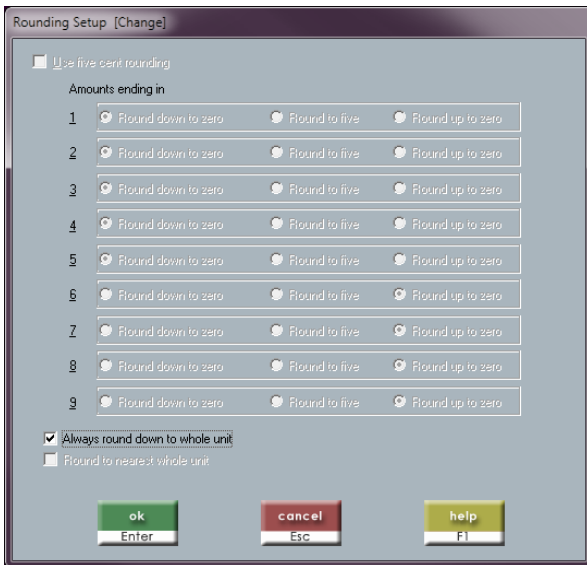 Rounding Setup [Change]
Use five cent rounding
Amounts ending in
1 Round down to zero Round to five Round up to zero
2 Round down to zero Round to five Round up to zero
3 Round down to zero Round to five Round up to zero
4 Round down to zero Round to five Round up to zero
5 Round down to zero Round to five Round up to zero
6 Round down to zero Round to five Round up to zero
7 Round down to zero Round to five Round up to zero
8 Round down to zero Round to five Round up to zero
9 Round down to zero Round to five Round up to zero
Always round down to whole unit
Round to nearest whole unit
ok cancel help
Enter Esc F1